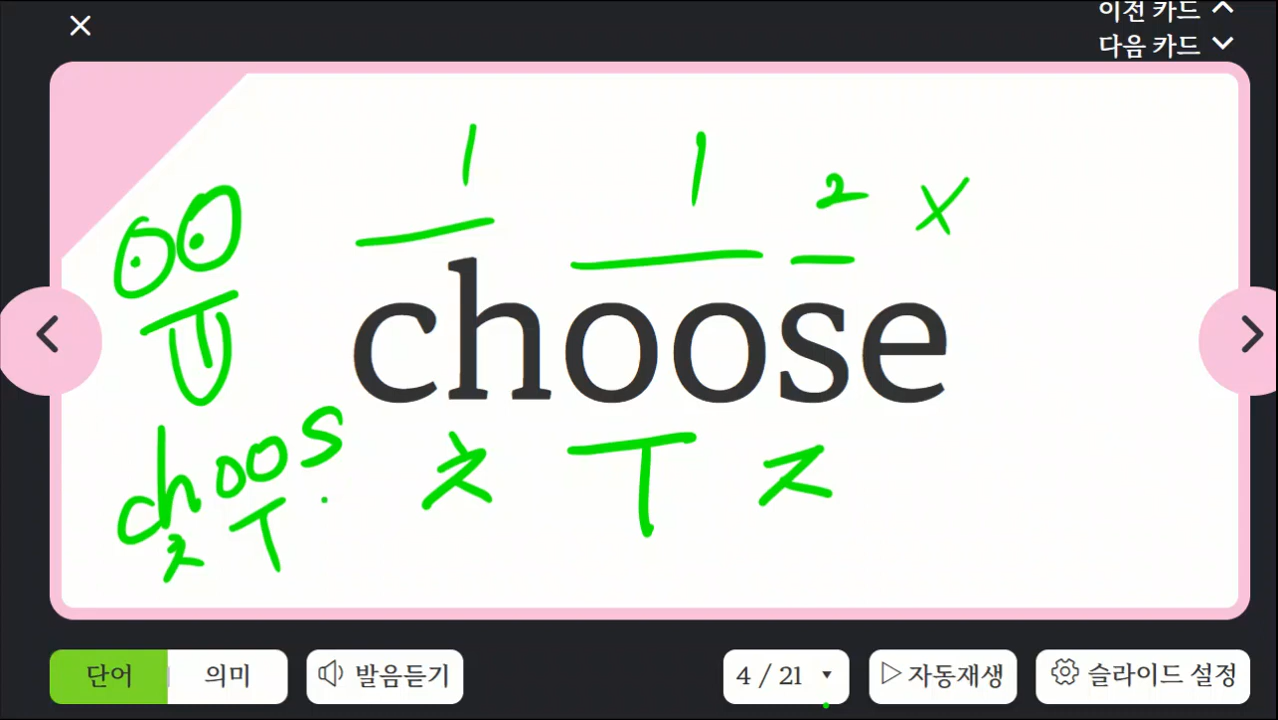 이전 카드
다음 카드
1 1 2 X
choose
ㅊ ㅜ ㅈ
choos
ㅊ ㅜ
단어 의미 발음듣기 4 / 21 자동재생 슬라이드 설정